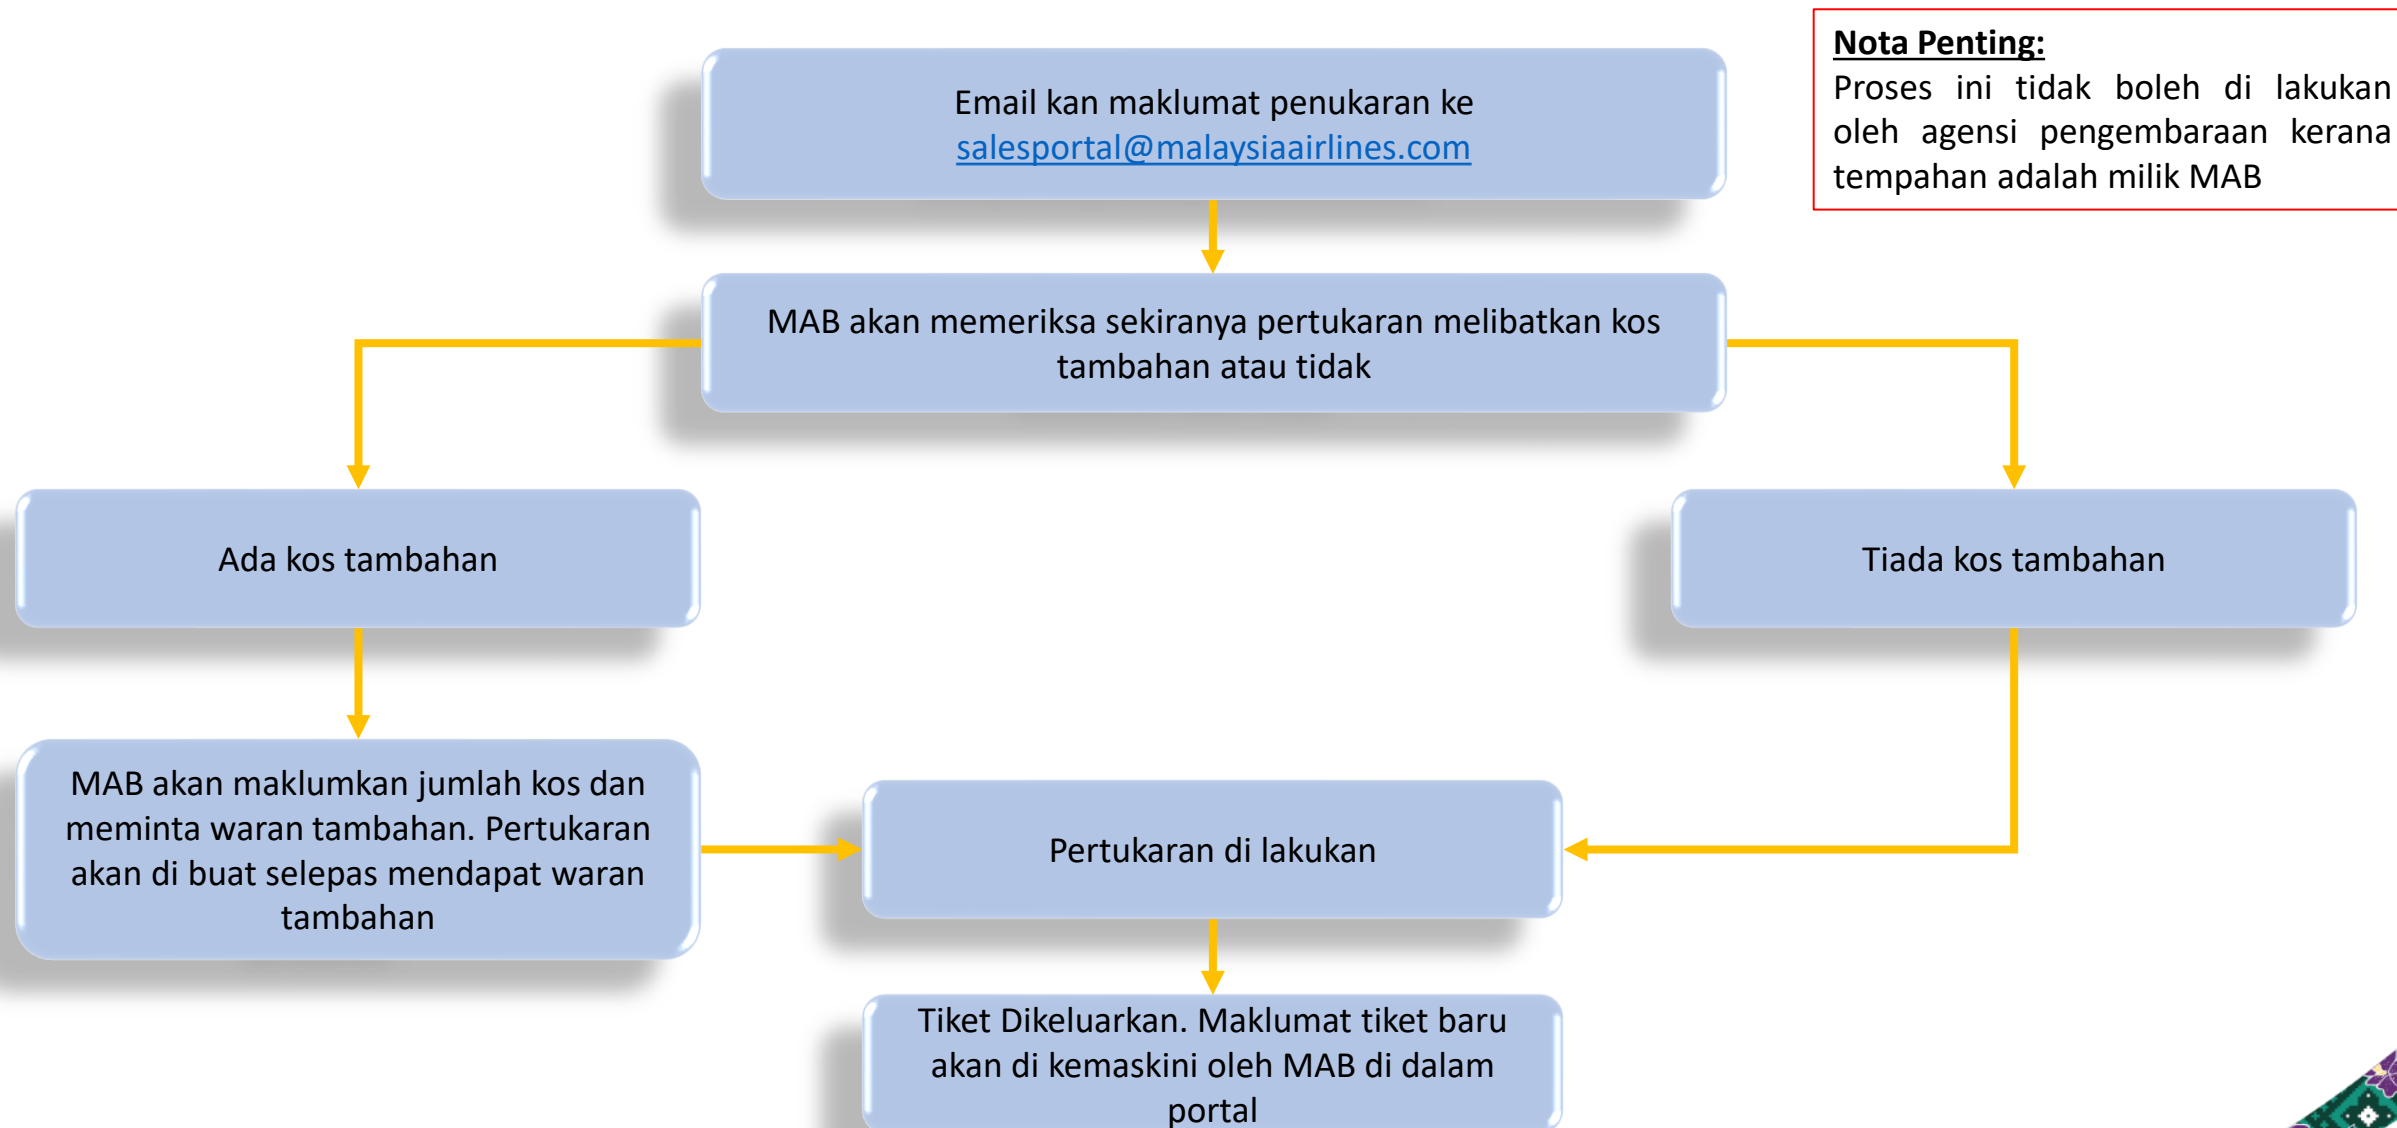 Nota Penting:
Proses ini tidak boleh di lakukan
oleh agensi pengembaraan kerana
tempahan adalah milik MAB
Email kan maklumat penukaran ke
salesportal@malaysiaairlines.com
MAB akan memeriksa sekiranya pertukaran melibatkan kos
tambahan atau tidak
Ada kos tambahan
Tiada kos tambahan
MAB akan maklumkan jumlah kos dan
meminta waran tambahan. Pertukaran
akan di buat selepas mendapat waran
tambahan
Pertukaran di lakukan
Tiket Dikeluarkan. Maklumat tiket baru
akan di kemaskini oleh MAB di dalam
portal